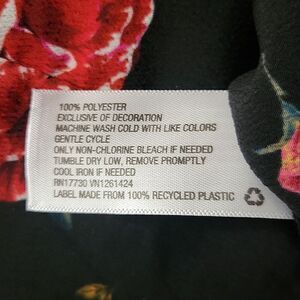 100% POLYESTER
EXCLUSIVE OF DECORATION
MACHINE WASH COLD WITH LIKE COLORS
GENTLE CYCLE
ONLY NON-CHLORINE BLEACH IF NEEDED
TUMBLE DRY LOW, REMOVE PROMPTLY
COOL IRON IF NEEDED
RN17730 VN1261424
LABEL MADE FROM 100% RECYCLED PLASTIC